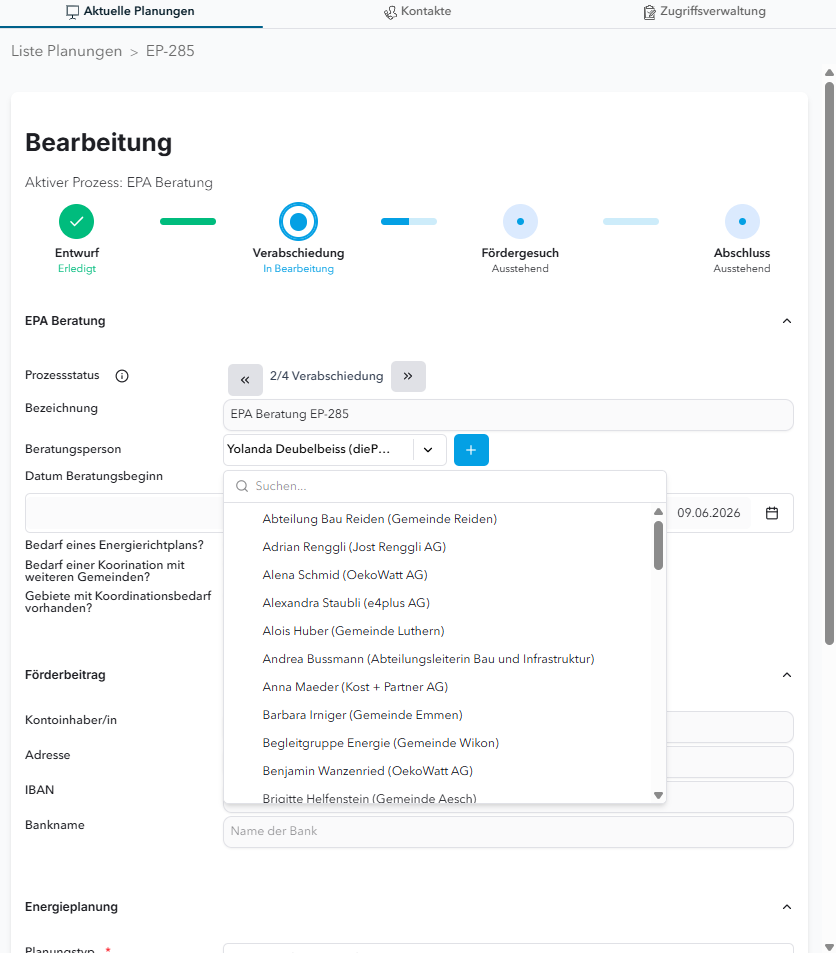 Aktuelle Planungen
Kontakte
Zugriffsverwaltung
Liste Planungen > EP-285
Bearbeitung
Aktiver Prozess: EPA Beratung
Entwurf
Erledigt
Verabschiedung
In Bearbeitung
Fördergesuch
Ausstehend
Abschluss
Ausstehend
EPA Beratung
Prozessstatus
« 2/4 Verabschiedung »
Bezeichnung
EPA Beratung EP-285
Beratungsperson
Yolanda Deubelbeiss (dieP...
+
Datum Beratungsbeginn
Suchen...
09.06.2026
Abteilung Bau Reiden (Gemeinde Reiden)
Adrian Renggli (Jost Renggli AG)
Alena Schmid (OekoWatt AG)
Alexandra Staubli (e4plus AG)
Alois Huber (Gemeinde Luthern)
Andrea Bussmann (Abteilungsleiterin Bau und Infrastruktur)
Anna Maeder (Kost + Partner AG)
Barbara Irniger (Gemeinde Emmen)
Begleitgruppe Energie (Gemeinde Wikon)
Benjamin Wanzenried (OekoWatt AG)
Brigitte Helfenstein (Gemeinde Aesch)
Bedarf eines Energierichtplans?
Bedarf einer Koorination mit
weiteren Gemeinden?
Gebiete mit Koordinationsbedarf
vorhanden?
Förderbeitrag
Kontoinhaber/in
Adresse
IBAN
Bankname
Name der Bank
Energieplanung
Planungstyp *